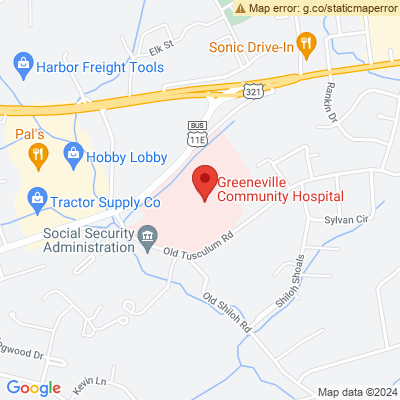 Map error: g.co/staticmaperror
Elk St
Sonic Drive-In
Harbor Freight Tools
321
Rankin Dr
BUS
11E
Pal's
Hobby Lobby
Greeneville
Community Hospital
Tractor Supply Co
Sylvan Cir
Social Security
Administration
Old Tusculum Rd
Shiloh Shoals
Old Shiloh Rd
ogwood Dr
Kevin Ln
Google
Map data ©2024